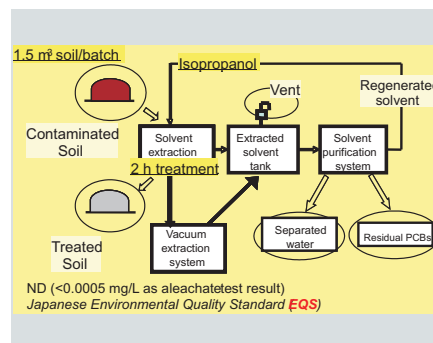 1.5 m³ soil/batch
Isopropanol
Regenerated
solvent
Vent
Contaminated
Soil
Solvent
extraction
Extracted
solvent
tank
Solvent
purification
system
2 h treatment
Treated
Soil
Vacuum
extraction
system
Separated
water
Residual PCBs
ND (<0.0005 mg/L as aleachatetest result)
Japanese Environmental Quality Standard (EQS)